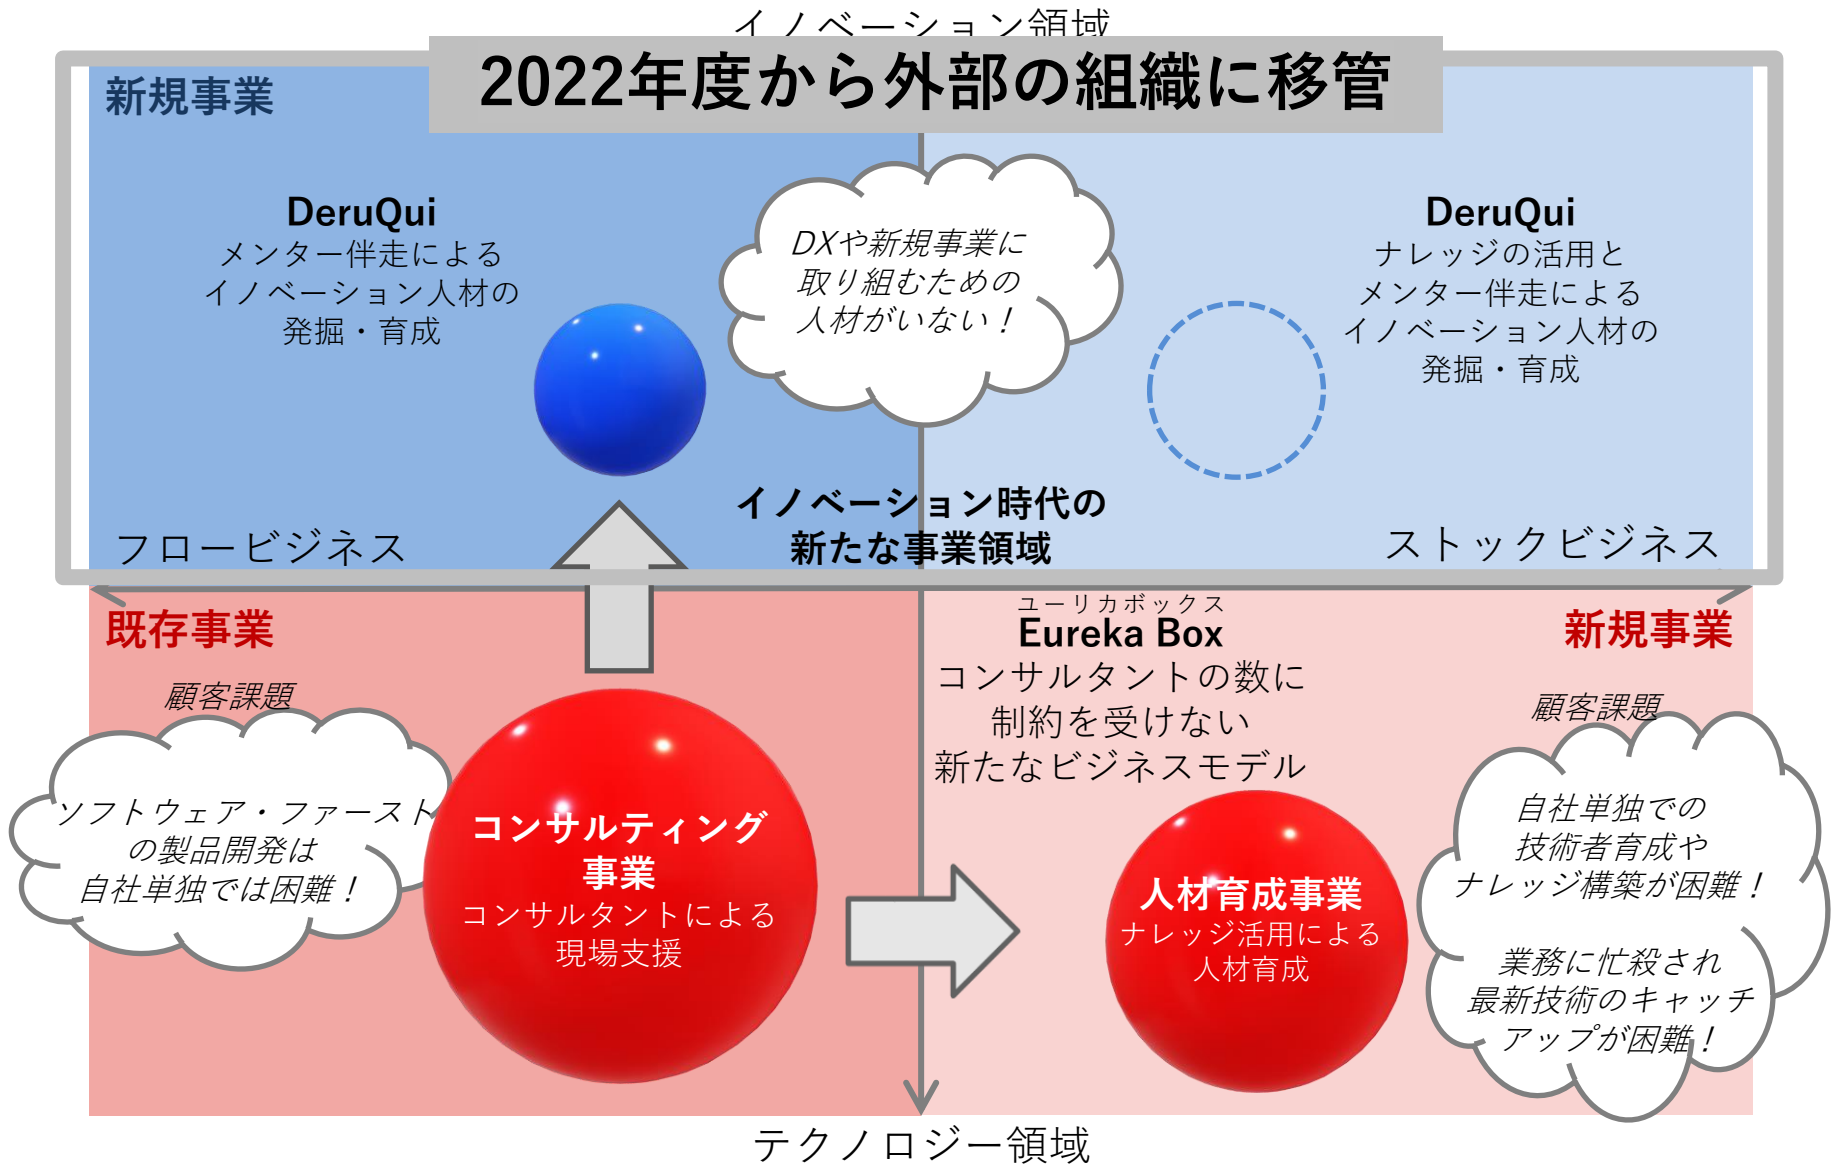 イノベーション領域
2022年度から外部の組織に移管
新規事業
DeruQui
メンター伴走による
イノベーション人材の
発掘・育成
DXや新規事業に
取り組むための
人材がいない！
DeruQui
ナレッジの活用と
メンター伴走による
イノベーション人材の
発掘・育成
イノベーション時代の
新たな事業領域
フロービジネス
ストックビジネス
既存事業
顧客課題
ソフトウェア・ファースト
の製品開発は
自社単独では困難！
コンサルティング
事業
コンサルタントによる
現場支援
ユーリカボックス
Eureka Box
コンサルタントの数に
制約を受けない
新たなビジネスモデル
新規事業
人材育成事業
ナレッジ活用による
人材育成
顧客課題
自社単独での
技術者育成や
ナレッジ構築が困難！
業務に忙殺され
最新技術のキャッチ
アップが困難！
テクノロジー領域